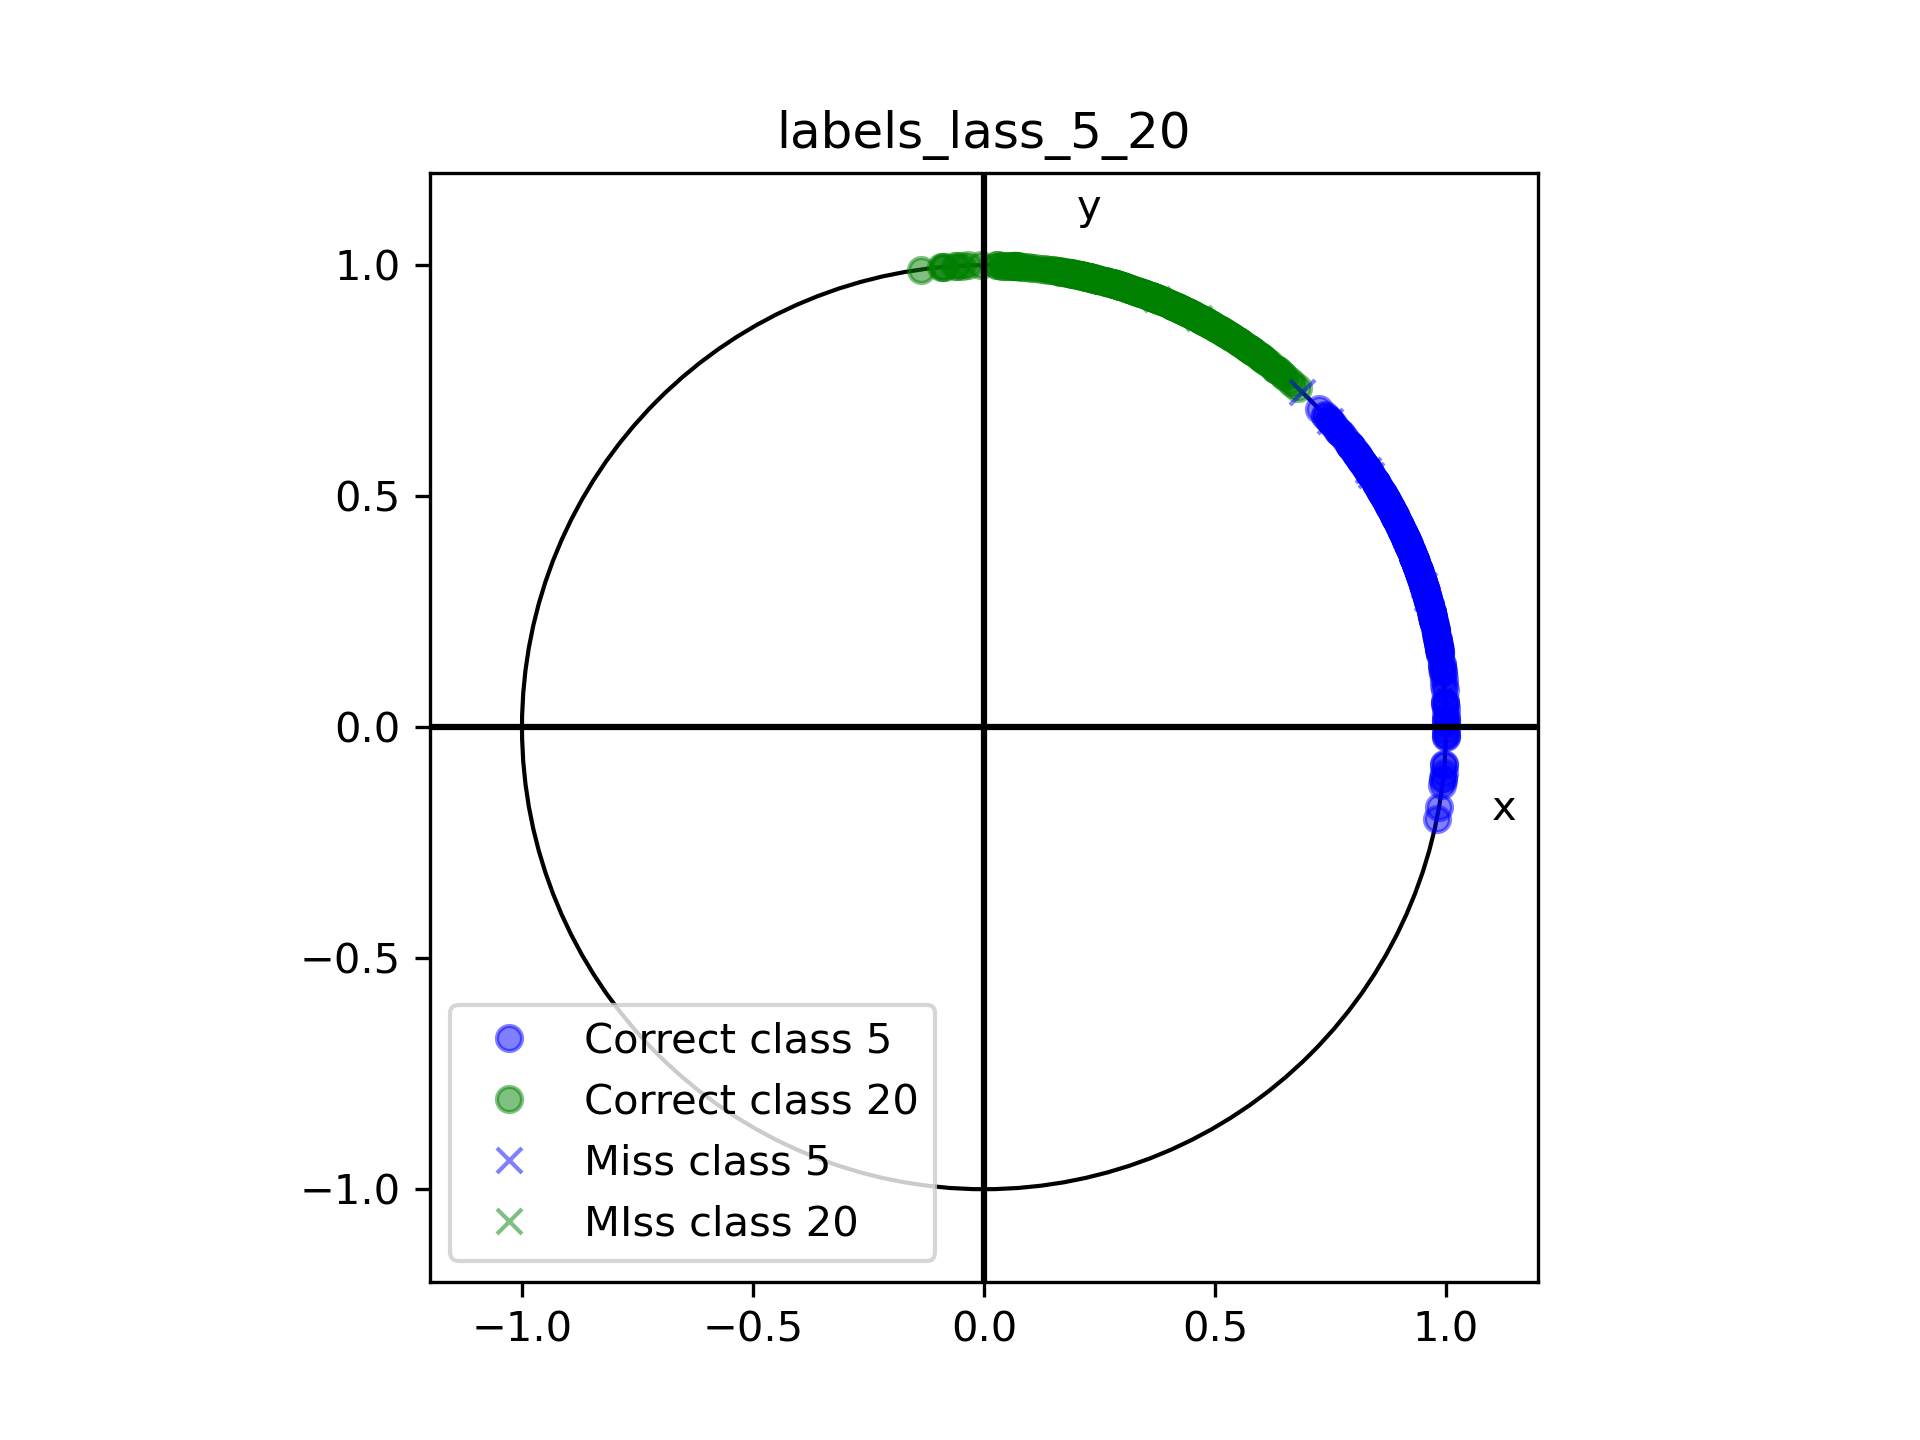 labels_lass_5_20
y
1.0
0.5
0.0
x
−0.5
−1.0
Correct class 5
Correct class 20
Miss class 5
MIss class 20
−1.0 −0.5 0.0 0.5 1.0